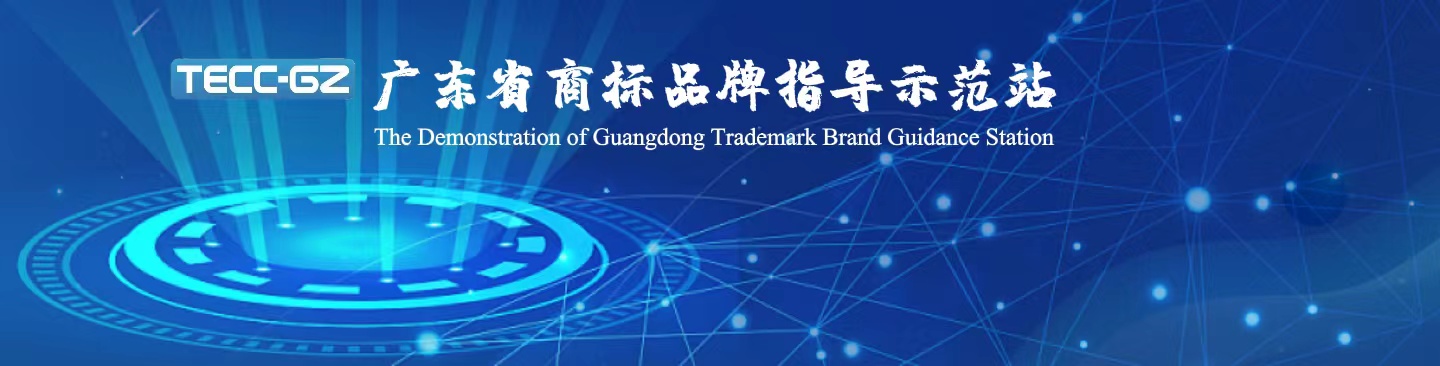 TECC-GZ 广东省商标品牌指导示范站
The Demonstration of Guangdong Trademark Brand Guidance Station